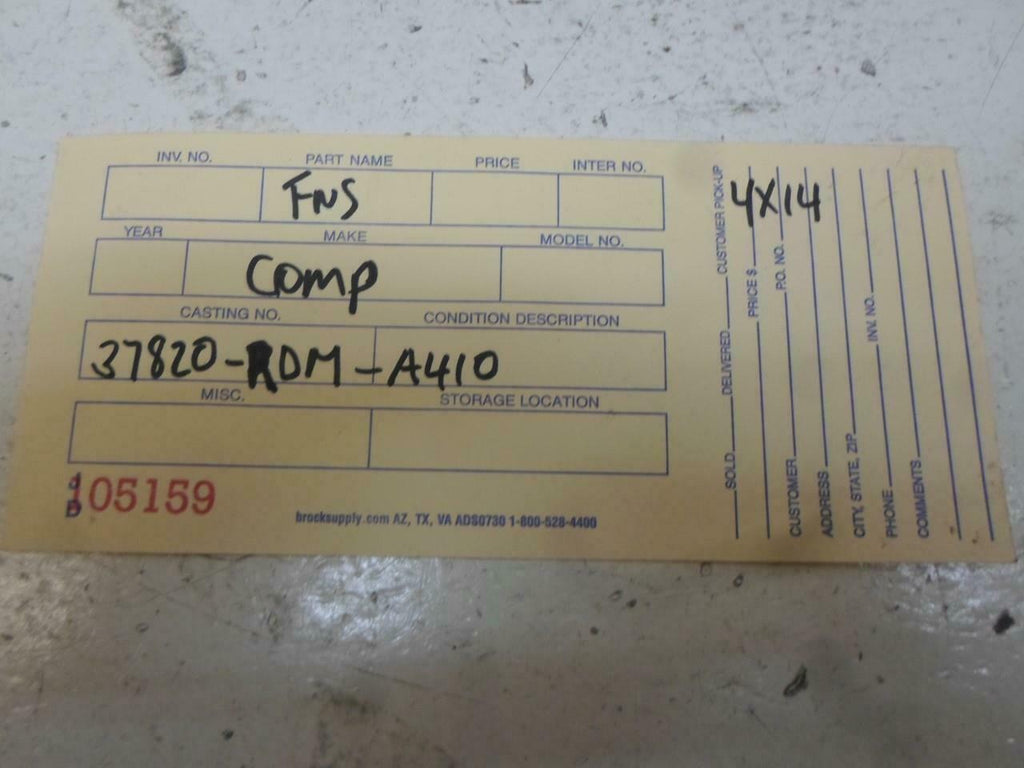 INV. NO. PART NAME PRICE INTER NO.
FNS
YEAR MAKE MODEL NO.
Comp
CASTING NO. CONDITION DESCRIPTION
37820-RDM-A410
MISC. STORAGE LOCATION
105159
brocksupply.com AZ, TX, VA ADS0730 1-800-528-4400
4X14
SOLD DELIVERED CUSTOMER PICK-UP
PRICE $
P.O. NO.
CUSTOMER
ADDRESS
CITY, STATE, ZIP
INV. NO.
PHONE
COMMENTS